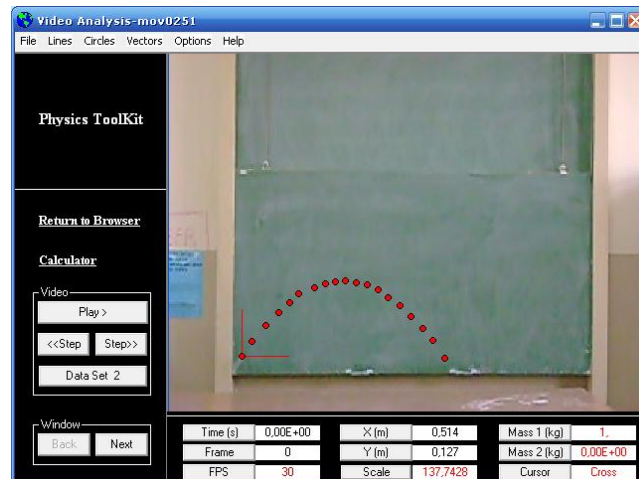 Video Analysis-mov0251
File Lines Circles Vectors Options Help
Physics ToolKit
Return to Browser
Calculator
Video
Play >
<<Step Step>>
Data Set 2
Window
Back Next
Time (s) 0,00E+00 X (m) 0,514 Mass 1 (kg) 1,
Frame 0 Y (m) 0,127 Mass 2 (kg) 0,00E+00
FPS 30 Scale 137,7428 Cursor Cross